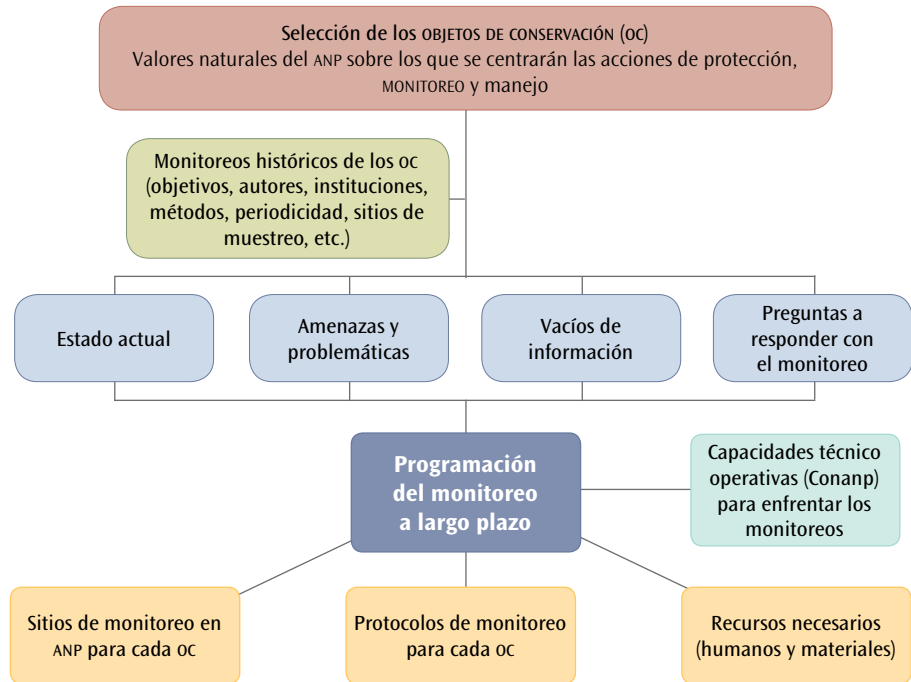 Selección de los OBJETOS DE CONSERVACIÓN (OC)
Valores naturales del ANP sobre los que se centrarán las acciones de protección,
MONITOREO y manejo
Monitoreos históricos de los OC
(objetivos, autores, instituciones,
métodos, periodicidad, sitios de
muestreo, etc.)
Estado actual
Amenazas y
problemáticas
Vacíos de
información
Preguntas a
responder con
el monitoreo
Programación
del monitoreo
a largo plazo
Capacidades técnico
operativas (Conanp)
para enfrentar los
monitoreos
Sitios de monitoreo en
ANP para cada OC
Protocolos de monitoreo
para cada OC
Recursos necesarios
(humanos y materiales)